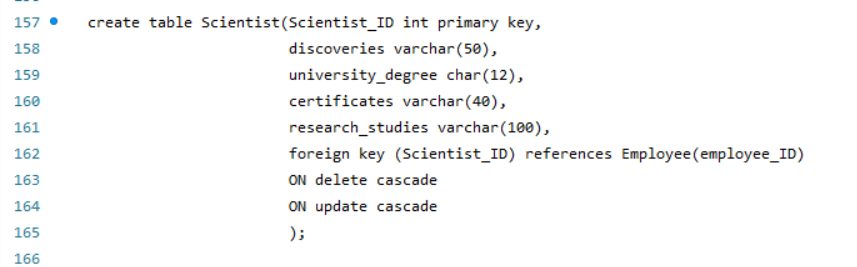 157 create table Scientist(Scientist_ID int primary key,
158 discoveries varchar(50),
159 university_degree char(12),
160 certificates varchar(40),
161 research_studies varchar(100),
162 foreign key (Scientist_ID) references Employee(employee_ID)
163 ON delete cascade
164 ON update cascade
165 );
166